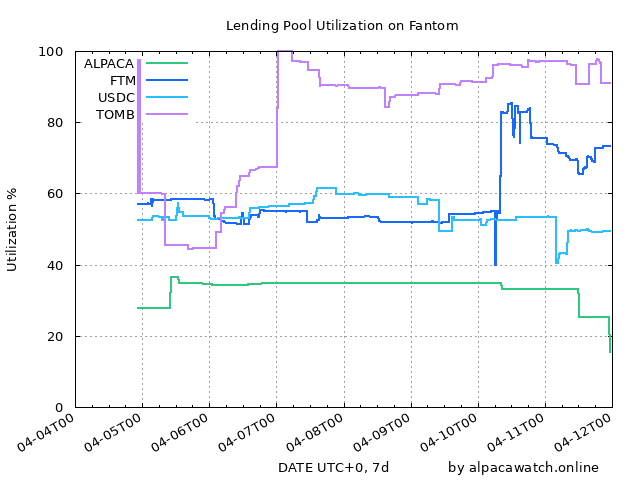 Lending Pool Utilization on Fantom
ALPACA
FTM
USDC
TOMB
100
80
60
40
20
0
Utilization %
04-04T00
04-05T00
04-06T00
04-07T00
04-08T00
04-09T00
04-10T00
04-11T00
04-12T00
DATE UTC+0, 7d
by alpacawatch.online